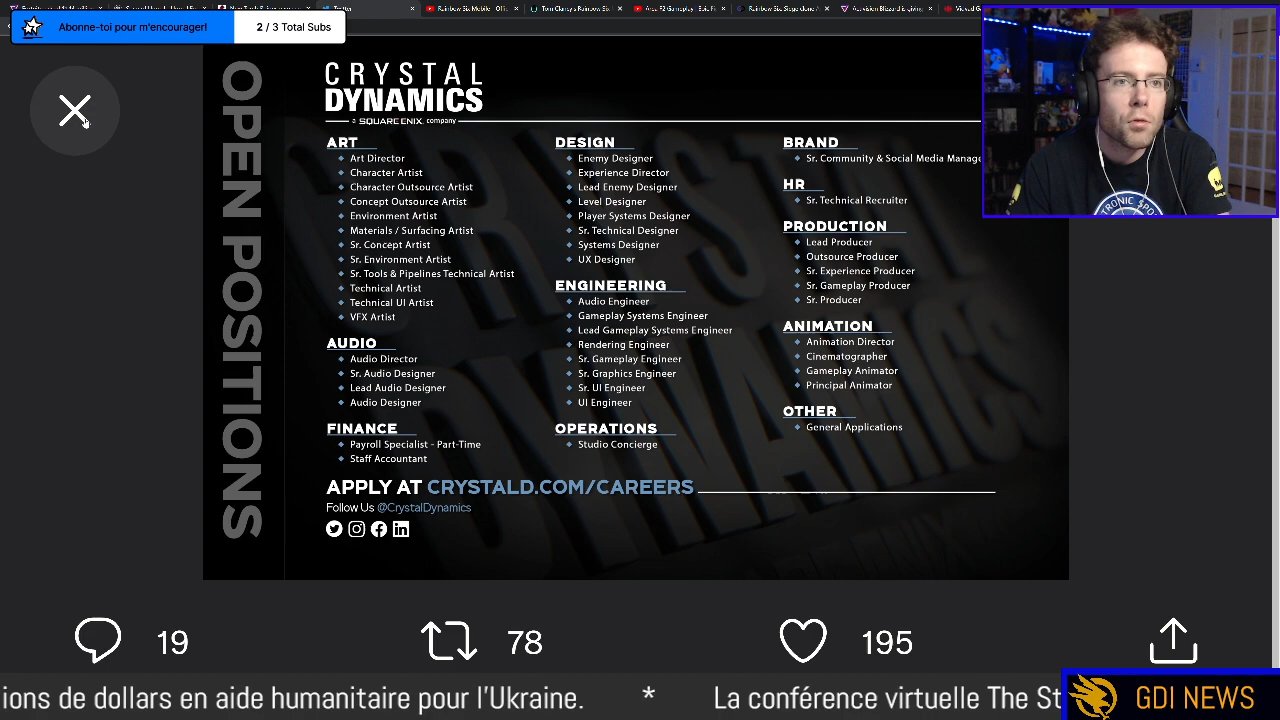 Rainbow Six Mobile - Offi
Abonne-toi pour m'encourager!
2 / 3 Total Subs
OPEN POSITIONS
CRYSTAL
DYNAMICS
a SQUARE ENIX. company
ART
Art Director
Character Artist
Character Outsource Artist
Concept Outsource Artist
Environment Artist
Materials / Surfacing Artist
Sr. Concept Artist
Sr. Environment Artist
Sr. Tools & Pipelines Technical Artist
Technical Artist
Technical UI Artist
VFX Artist
AUDIO
Audio Director
Sr. Audio Designer
Lead Audio Designer
Audio Designer
FINANCE
Payroll Specialist - Part-Time
Staff Accountant
DESIGN
Enemy Designer
Experience Director
Lead Enemy Designer
Level Designer
Player Systems Designer
Sr. Technical Designer
Systems Designer
UX Designer
ENGINEERING
Audio Engineer
Gameplay Systems Engineer
Lead Gameplay Systems Engineer
Rendering Engineer
Sr. Gameplay Engineer
Sr. Graphics Engineer
Sr. UI Engineer
UI Engineer
OPERATIONS
Studio Concierge
BRAND
Sr. Community & Social Media Manage
HR
Sr. Technical Recruiter
PRODUCTION
Lead Producer
Outsource Producer
Sr. Experience Producer
Sr. Gameplay Producer
Sr. Producer
ANIMATION
Animation Director
Cinematographer
Gameplay Animator
Principal Animator
OTHER
General Applications
APPLY AT CRYSTALD.COM/CAREERS
Follow Us @CrystalDynamics
19
78
195
ions de dollars en aide humanitaire pour l'Ukraine. * La conférence virtuelle The St
GDI NEWS